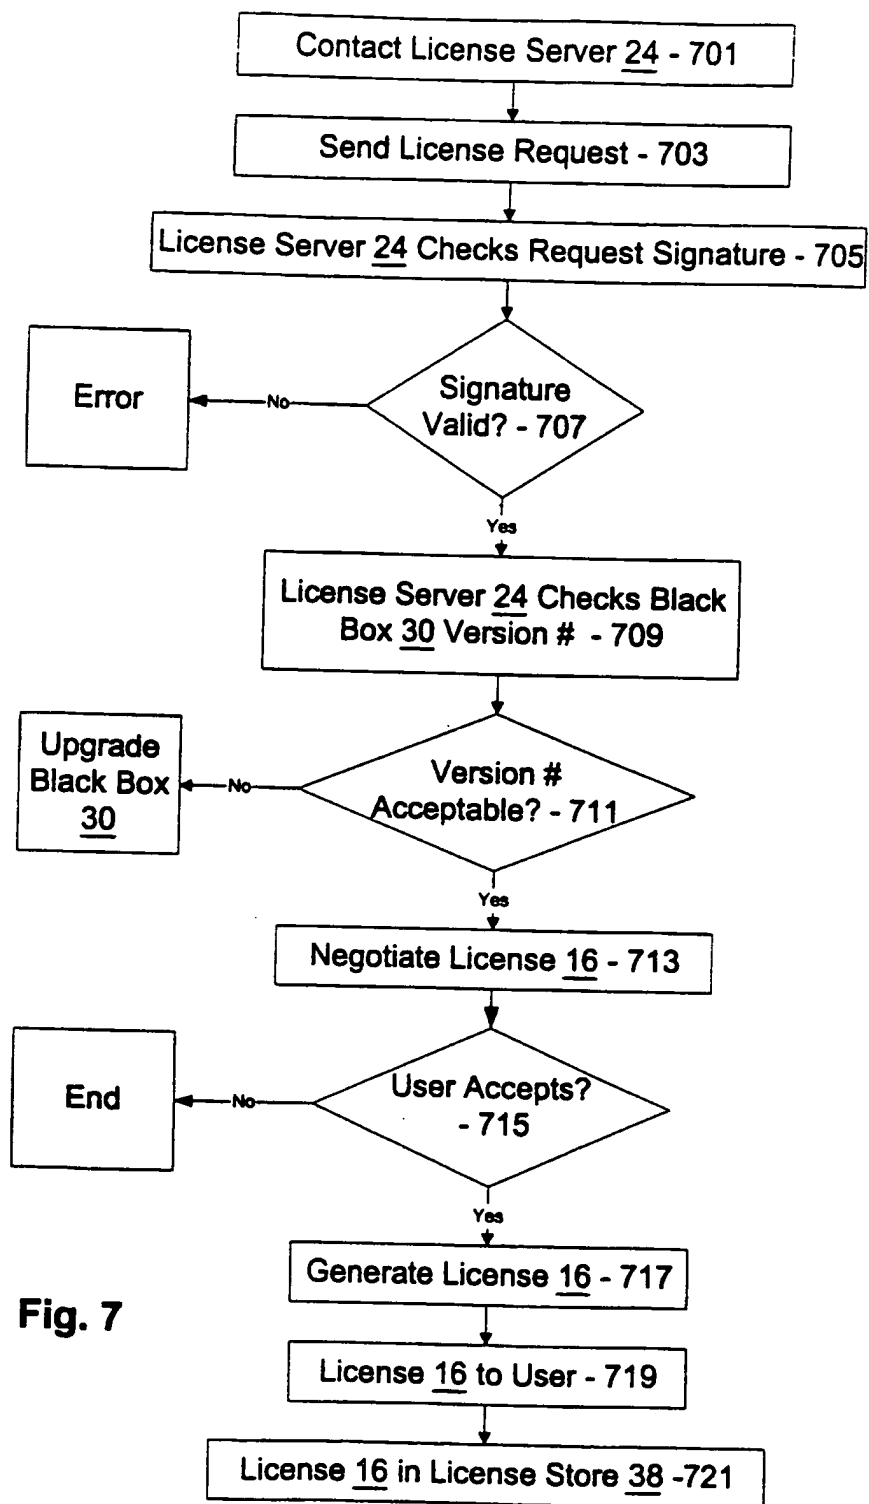 Contact License Server 24 - 701
Send License Request - 703
License Server 24 Checks Request Signature - 705
Error
No
Signature
Valid? - 707
Yes
License Server 24 Checks Black
Box 30 Version # - 709
Upgrade
Black Box
30
No
Version #
Acceptable? - 711
Yes
Negotiate License 16 - 713
End
No
User Accepts?
- 715
Yes
Generate License 16 - 717
Fig. 7
License 16 to User - 719
License 16 in License Store 38 -721